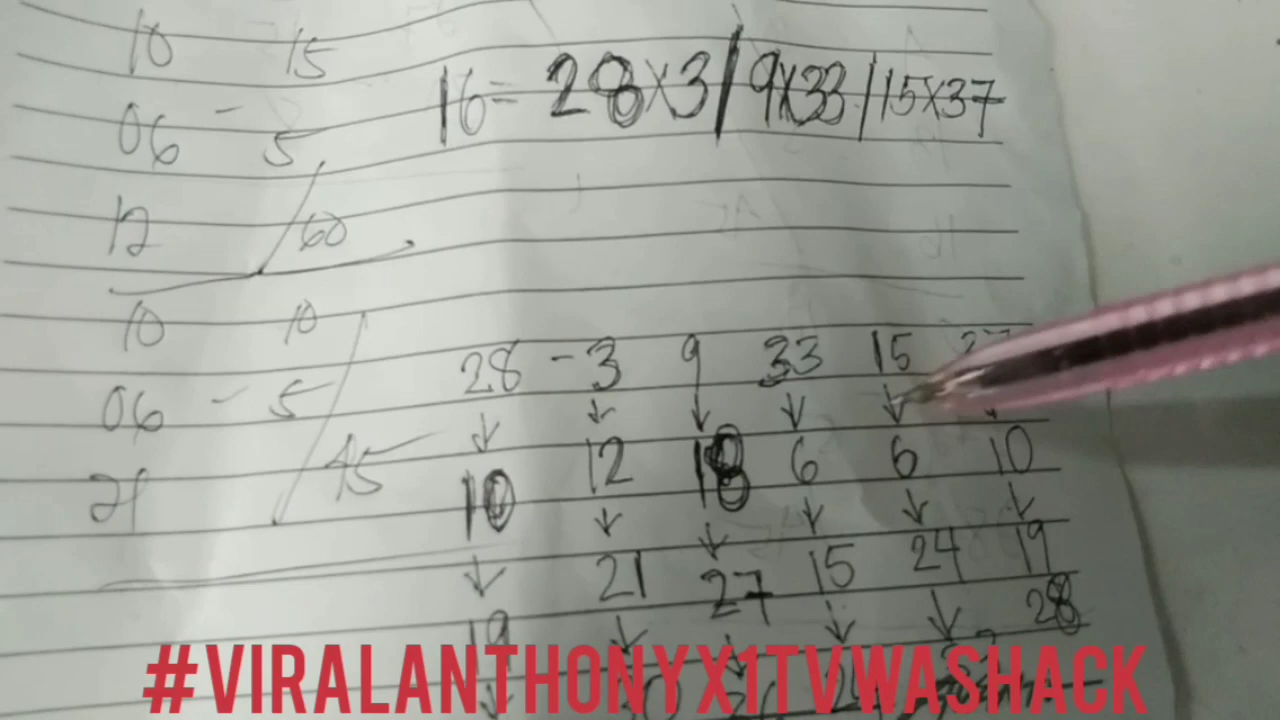 10 15
16= 28x3/9x33/15x37
06 - 5
12 /60
10 10
28 - 3 9 33 15
06 - 5
12 18 6 6 10
21 /45
10
21 27 15 24 19
19 28
#VIRALANTHONYX1TVWASHACK